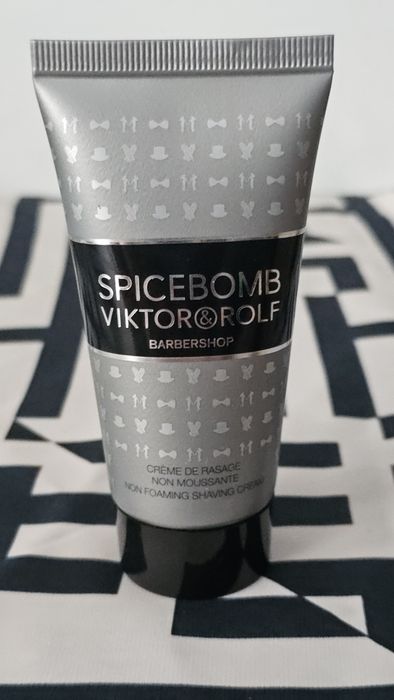 SPICEBOMB
VIKTOR&ROLF
BARBERSHOP
CRÈME DE RASAGE
NON MOUSSANTE
NON FOAMING SHAVING CREAM